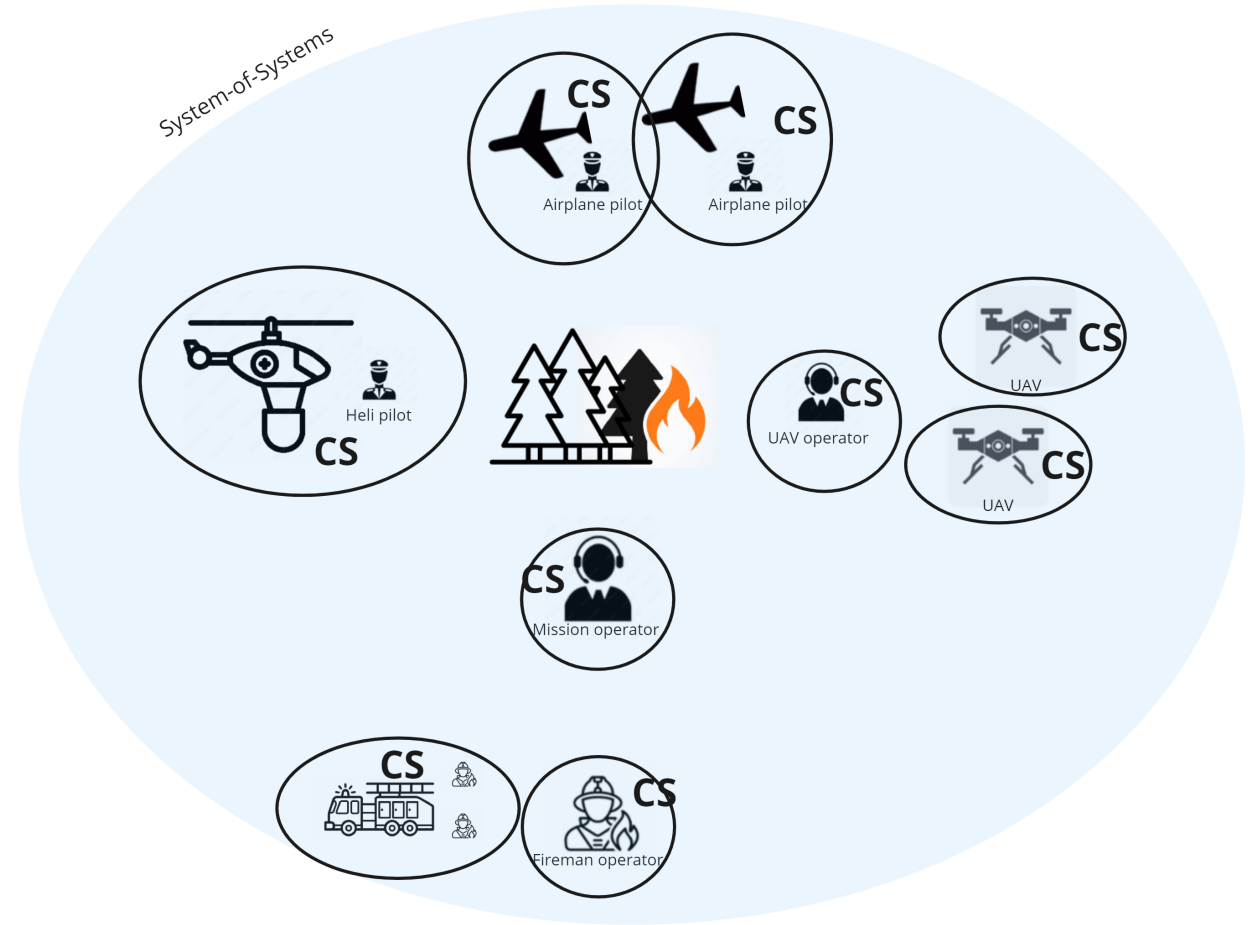 System-of-Systems
CS
Airplane pilot
CS
Airplane pilot
Heli pilot
CS
CS
UAV operator
CS
UAV
CS
UAV
CS
Mission operator
CS
CS
Fireman operator